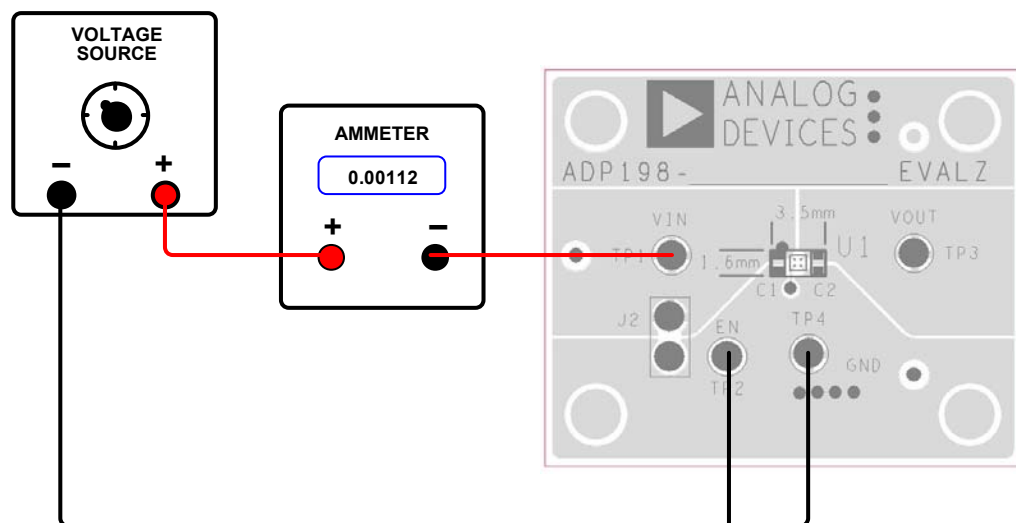 VOLTAGE
SOURCE
− +
AMMETER
0.00112
+ −
ANALOG
DEVICES
ADP198-________________ EVALZ
VIN
3.5mm
VOUT
TP1
1.6mm
U1
TP3
C1 C2
J2
EN
TP4
GND
TP2